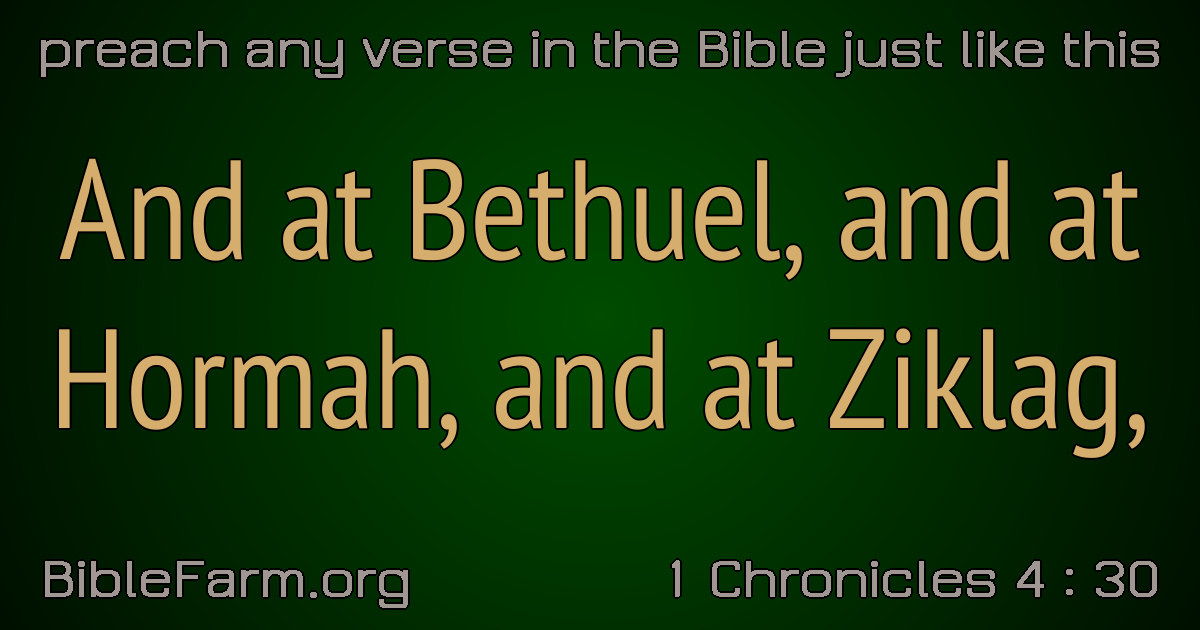 preach any verse in the Bible just like this
And at Bethuel, and at
Hormah, and at Ziklag,
BibleFarm.org
1 Chronicles 4 : 30